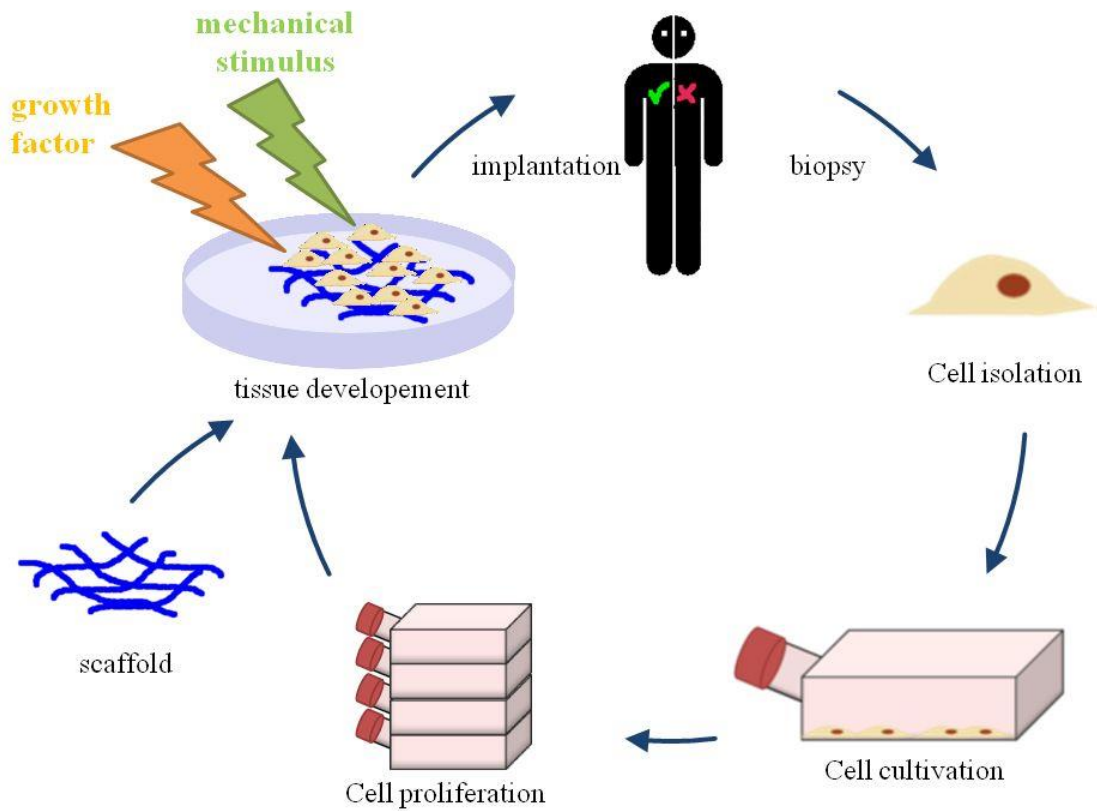 mechanical
stimulus
growth
factor
implantation
biopsy
Cell isolation
tissue developement
scaffold
Cell proliferation
Cell cultivation